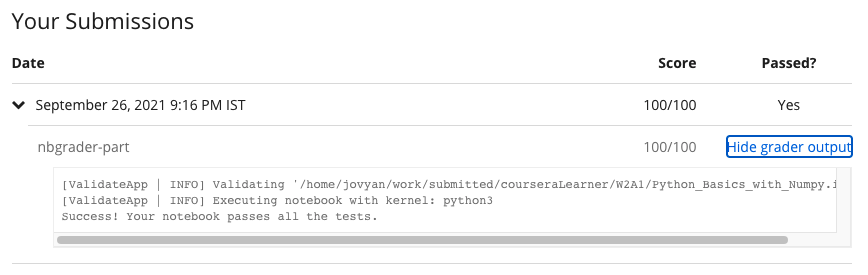 Your Submissions
Date Score Passed?
September 26, 2021 9:16 PM IST 100/100 Yes
nbgrader-part 100/100 Hide grader output
[ValidateApp | INFO] Validating '/home/jovyan/work/submitted/courseraLearner/W2A1/Python_Basics_with_Numpy.i
[ValidateApp | INFO] Executing notebook with kernel: python3
Success! Your notebook passes all the tests.